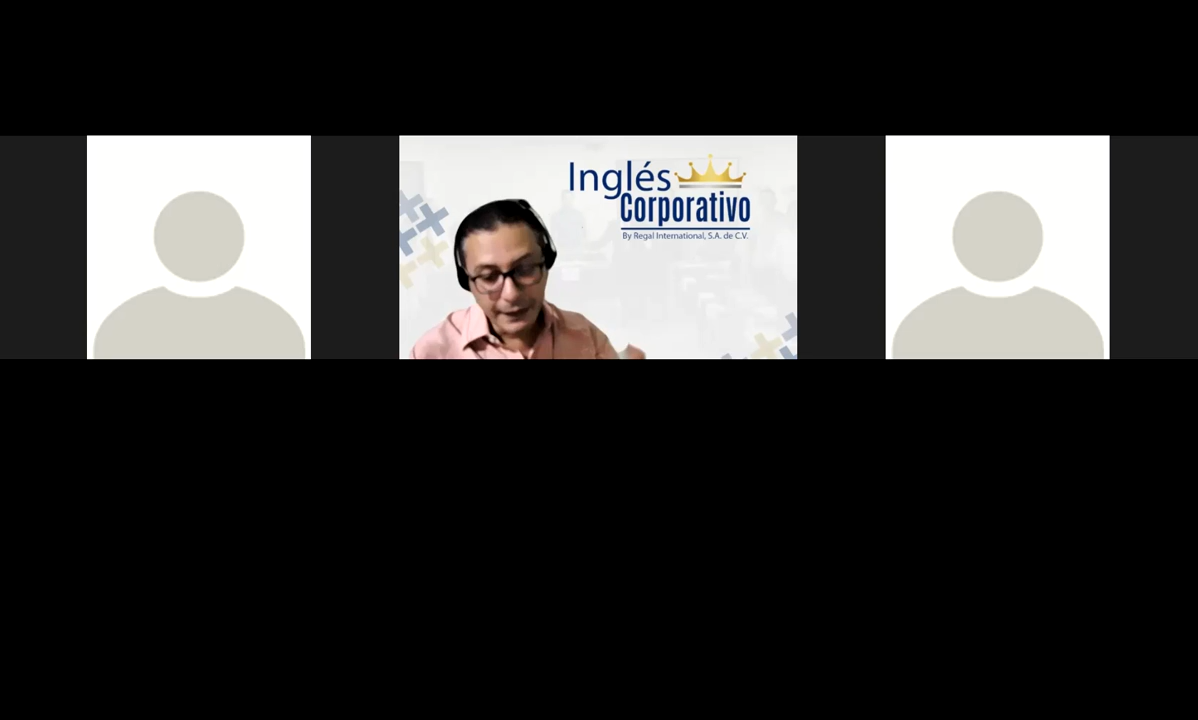 Inglés
Corporativo
By Regal International, S.A. de C.V.